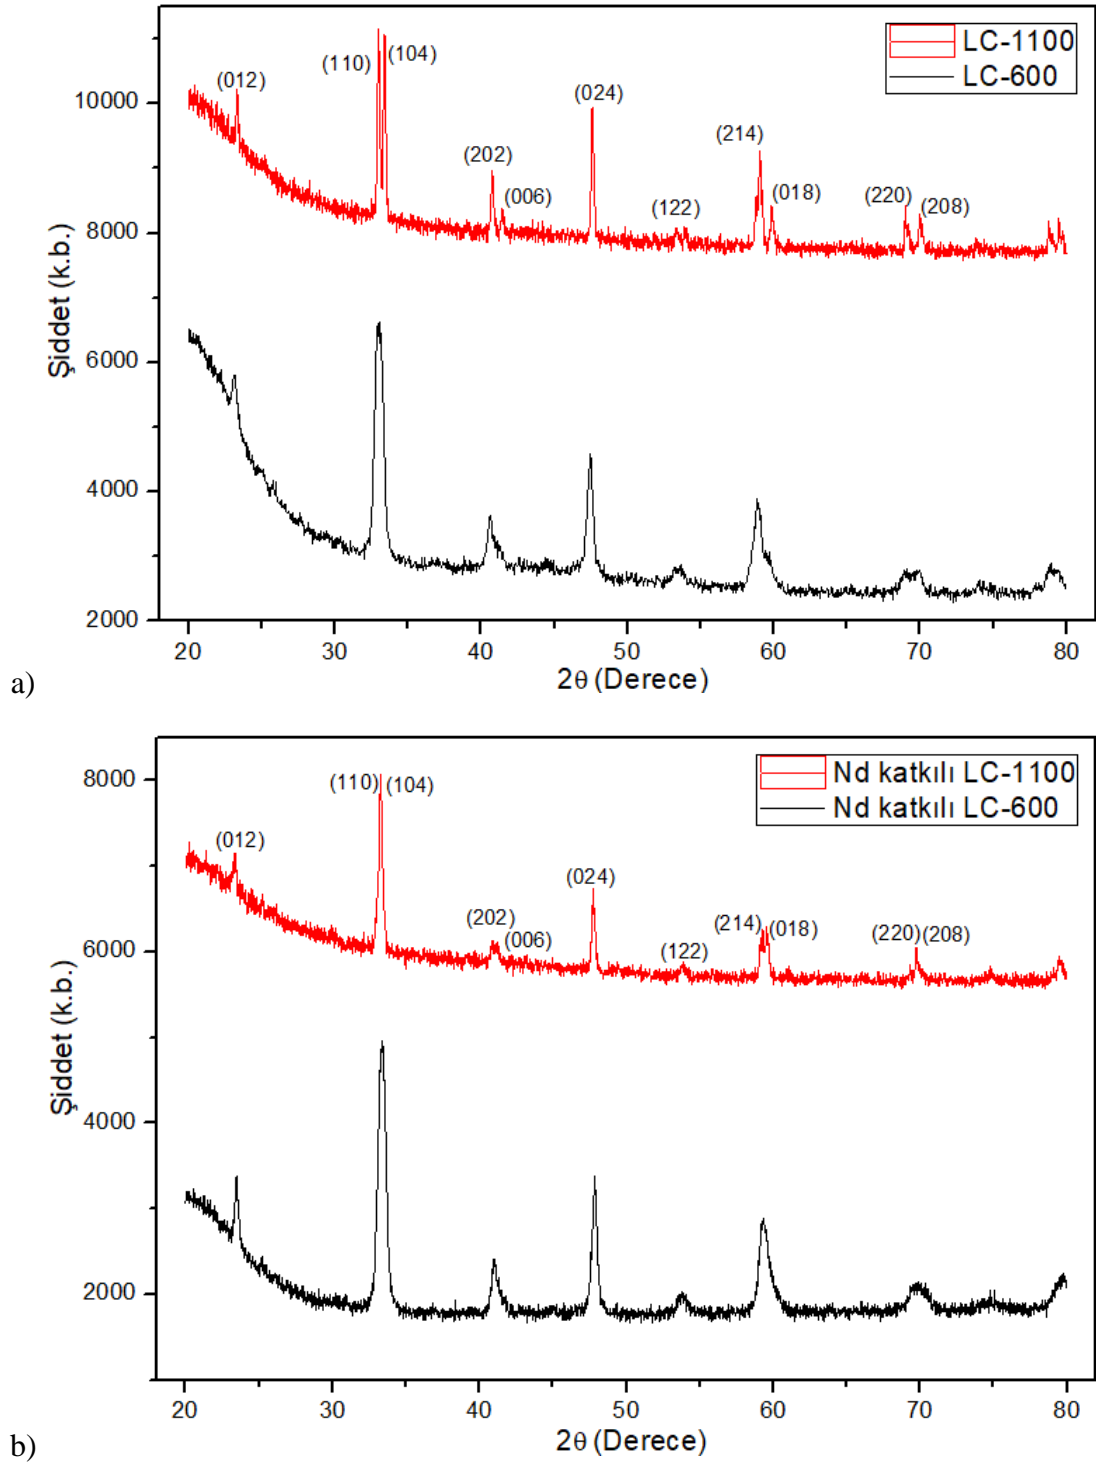 LC-1100
LC-600
(012)
(110)
(104)
(202)
(006)
(024)
(122)
(214)
(018)
(220)
(208)
Şiddet (k.b.)
10000
8000
6000
4000
2000
20 30 40 50 60 70 80
2θ (Derece)
a)
Nd katkılı LC-1100
Nd katkılı LC-600
(012)
(110) (104)
(202)
(006)
(024)
(122)
(214) (018)
(220) (208)
Şiddet (k.b.)
8000
6000
4000
2000
20 30 40 50 60 70 80
2θ (Derece)
b)